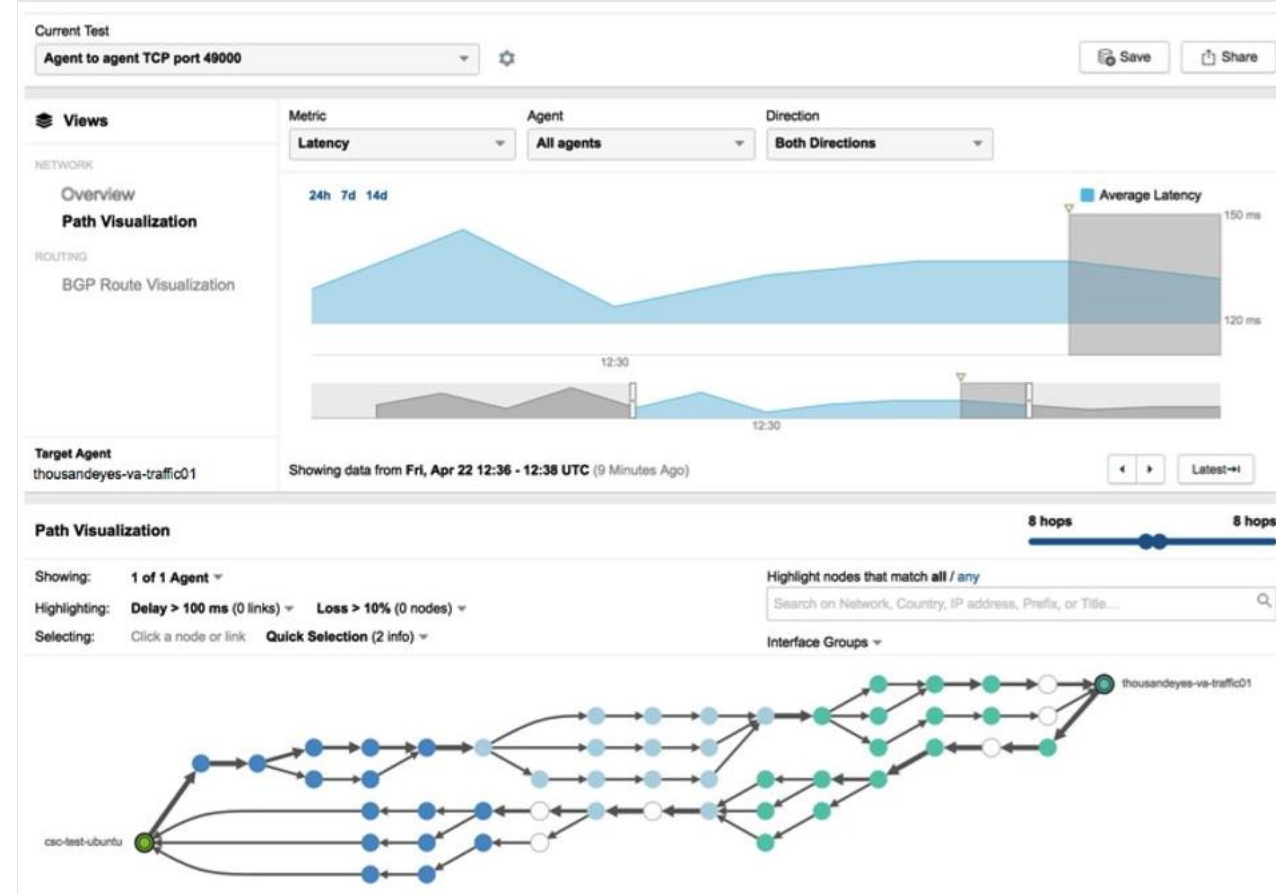 Current Test
Agent to agent TCP port 49000
Save
Share
Views
NETWORK
Overview
Path Visualization
ROUTING
BGP Route Visualization
Target Agent
thousandeyes-va-traffic01
Metric
Agent
Direction
Latency
All agents
Both Directions
24h 7d 14d
Average Latency
150 ms
120 ms
12:30
12:30
Showing data from Fri, Apr 22 12:36 - 12:38 UTC (9 Minutes Ago)
Latest
Path Visualization
8 hops
8 hops
Showing: 1 of 1 Agent
Highlighting: Delay > 100 ms (0 links) Loss > 10% (0 nodes)
Selecting: Click a node or link Quick Selection (2 info)
Highlight nodes that match all / any
Search on Network, Country, IP address, Prefix, or Title...
Interface Groups
thousandeyes-va-traffic01
csc-test-ubuntu